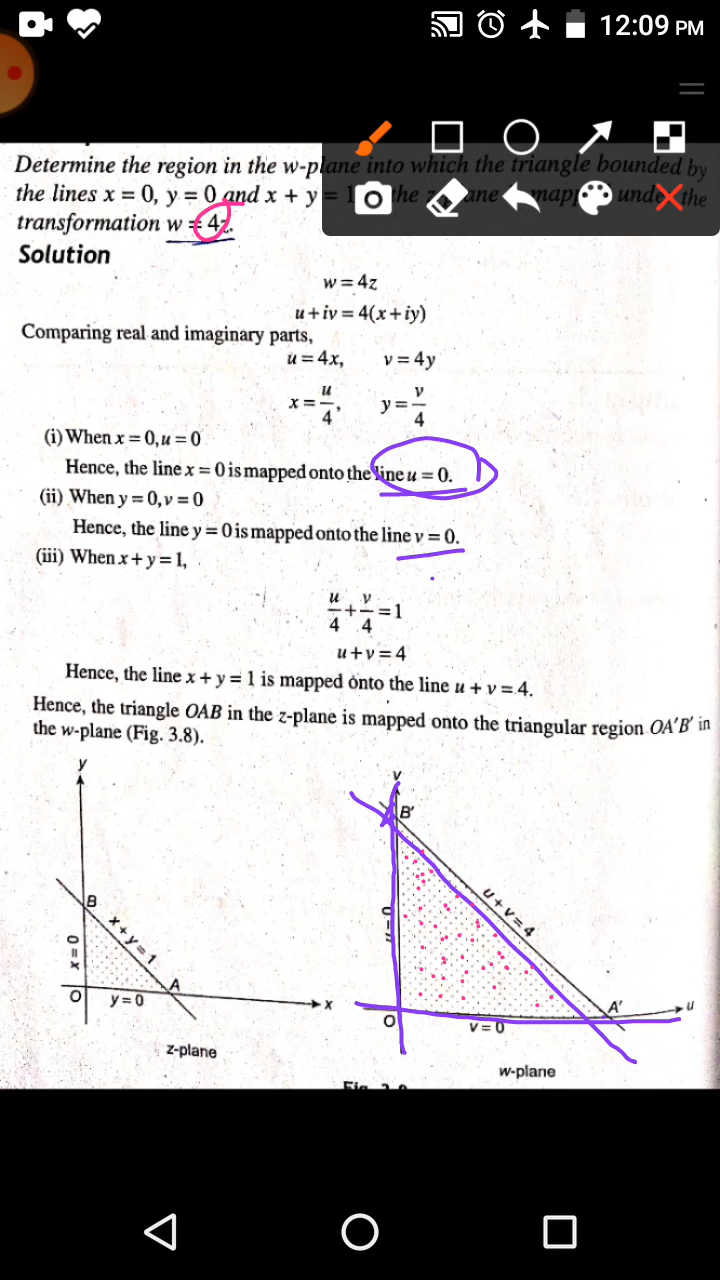 12:09 PM
Determine the region in the w-plane into which the triangle bounded by
the lines x = 0, y = 0 and x + y = 1 the plane mapp unde the
transformation w = 4z.
Solution
w = 4z
u + iv = 4(x + iy)
Comparing real and imaginary parts,
u = 4x, v = 4y
x = u/4, y = v/4
(i) When x = 0, u = 0
Hence, the line x = 0 is mapped onto the line u = 0.
(ii) When y = 0, v = 0
Hence, the line y = 0 is mapped onto the line v = 0.
(iii) When x + y = 1,
u/4 + v/4 = 1
u + v = 4
Hence, the line x + y = 1 is mapped onto the line u + v = 4.
Hence, the triangle OAB in the z-plane is mapped onto the triangular region OA′B′ in
the w-plane (Fig. 3.8).
y
B
x + y = 1
x = 0
A
O
y = 0
x
z-plane
v
B′
u + v = 4
A′
u
O
v = 0
w-plane